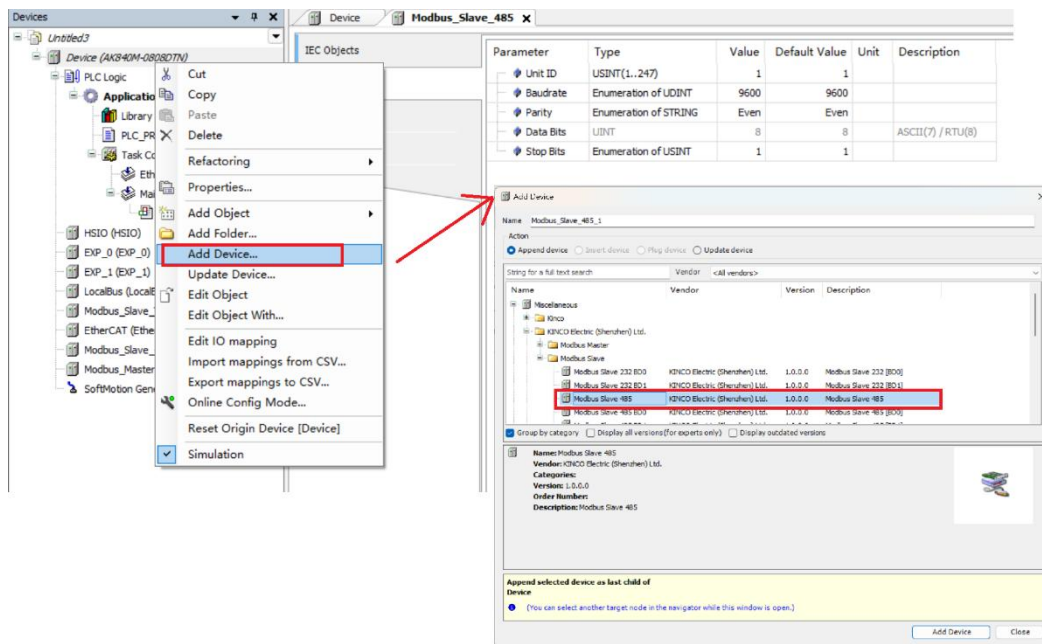 Devices
Untitled3
Device (AK840M-0808DTN)
PLC Logic
Applicatio
Library
PLC_PR
Task Co
Eth
Mai
HSIO (HSIO)
EXP_0 (EXP_0)
EXP_1 (EXP_1)
LocalBus (LocalB
Modbus_Slave_
EtherCAT (Ethe
Modbus_Slave_
Modbus_Master
SoftMotion Gen
Cut
Copy
Paste
Delete
Refactoring
Properties...
Add Object
Add Folder...
Add Device...
Update Device...
Edit Object
Edit Object With...
Edit IO mapping
Import mappings from CSV...
Export mappings to CSV...
Online Config Mode...
Reset Origin Device [Device]
Simulation
Device Modbus_Slave_485
IEC Objects
Parameter Type Value Default Value Unit Description
Unit ID USINT(1..247) 1 1
Baudrate Enumeration of UDINT 9600 9600
Parity Enumeration of STRING Even Even
Data Bits UINT 8 8 ASCII(7) / RTU(8)
Stop Bits Enumeration of USINT 1 1
Add Device
Name Modbus_Slave_485_1
Action
Append device Insert device Plug device Update device
String for a full text search Vendor <All vendors>
Name Vendor Version Description
Miscellaneous
Kinco
KINCO Electric (Shenzhen) Ltd.
Modbus Master
Modbus Slave
Modbus Slave 232 BD0 KINCO Electric (Shenzhen) Ltd. 1.0.0.0 Modbus Slave 232 [BD0]
Modbus Slave 232 BD1 KINCO Electric (Shenzhen) Ltd. 1.0.0.0 Modbus Slave 232 [BD1]
Modbus Slave 485 KINCO Electric (Shenzhen) Ltd. 1.0.0.0 Modbus Slave 485
Modbus Slave 485 BD0 KINCO Electric (Shenzhen) Ltd. 1.0.0.0 Modbus Slave 485 [BD0]
Group by category Display all versions (for experts only) Display outdated versions
Name: Modbus Slave 485
Vendor: KINCO Electric (Shenzhen) Ltd.
Categories:
Version: 1.0.0.0
Order Number:
Description: Modbus Slave 485
Append selected device as last child of
Device
(You can select another target node in the navigator while this window is open.)
Add Device Close